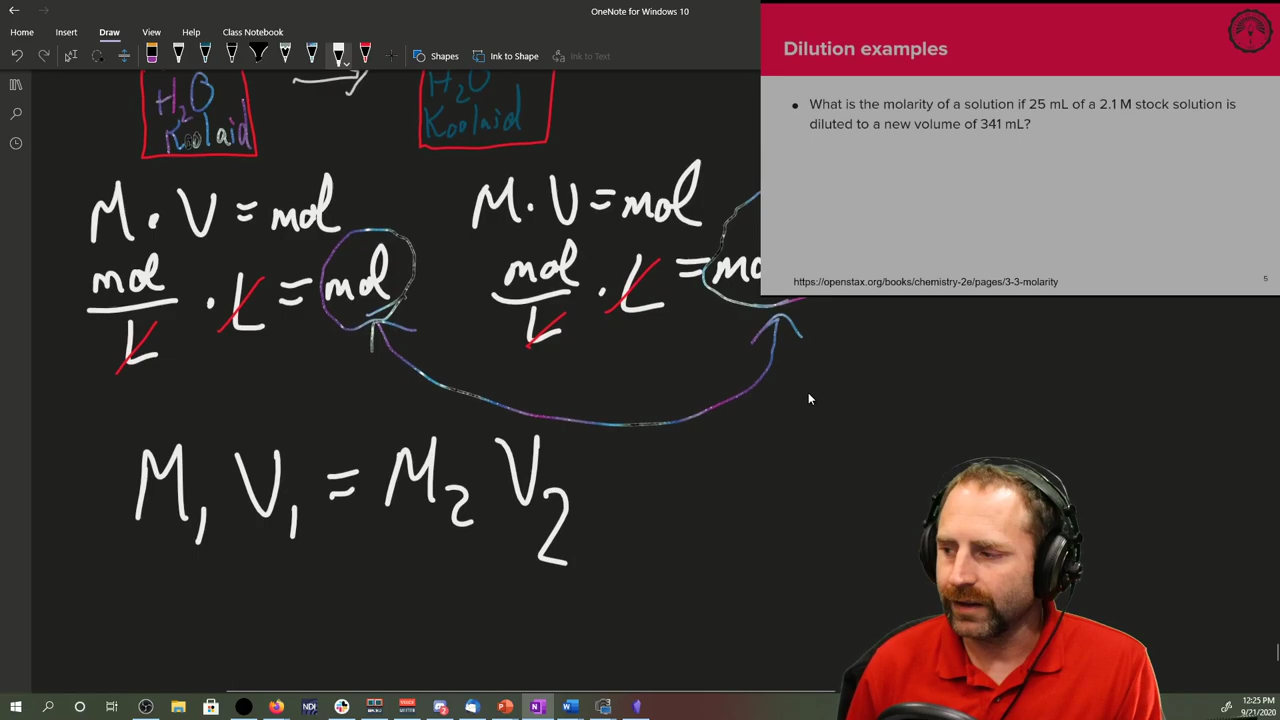 OneNote for Windows 10
Home Insert Draw View Help Class Notebook
Shapes Ink to Shape Ink to Text
Dilution examples
• What is the molarity of a solution if 25 mL of a 2.1 M stock solution is
diluted to a new volume of 341 mL?
https://openstax.org/books/chemistry-2e/pages/3-3-molarity
5
H₂O
Koolaid
H₂O
Koolaid
M · V = mol
mol/L · L = mol
M · V = mol
mol/L · L =
M₁ V₁ = M₂ V₂
12:25 PM
9/21/2020